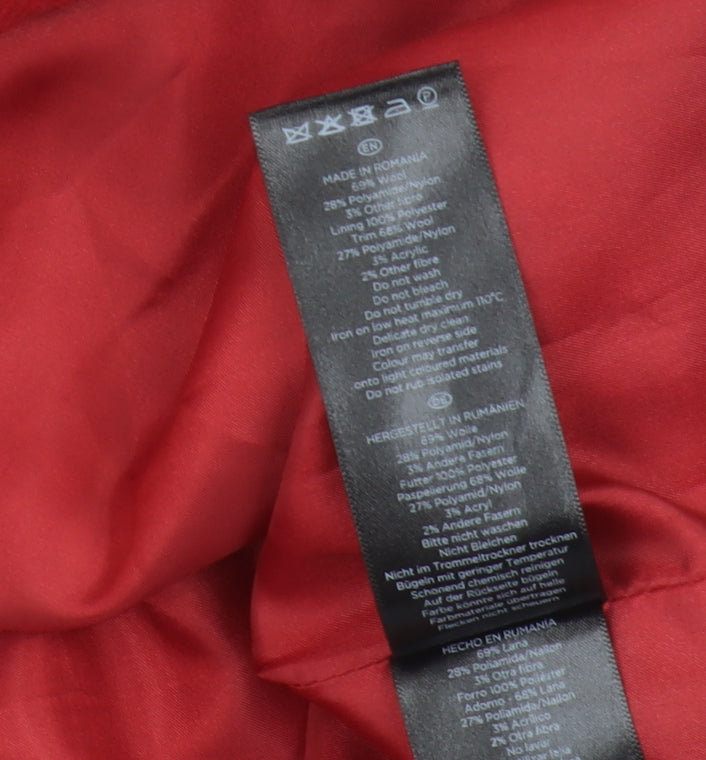 P
EN
MADE IN ROMANIA
69% Wool
28% Polyamide/Nylon
3% Other fibre
Lining 100% Polyester
Trim 68% Wool
27% Polyamide/Nylon
3% Acrylic
2% Other fibre
Do not wash
Do not bleach
Do not tumble dry
Iron on low heat maximum 110°C
Delicate dry clean
Iron on reverse side
Colour may transfer
onto light coloured materials
Do not rub isolated stains
DE
HERGESTELLT IN RUMÄNIEN
69% Wolle
28% Polyamid/Nylon
3% Andere Fasern
Futter 100% Polyester
Paspelierung 68% Wolle
27% Polyamid/Nylon
3% Acryl
2% Andere Fasern
Bitte nicht waschen
Nicht Bleichen
Nicht im Trommeltrockner trocknen
Bügeln mit geringer Temperatur
Schonend chemisch reinigen
Auf der Rückseite bügeln
Farbe könnte sich auf helle
Farbmateriale übertragen
Flecken nicht scheuern
HECHO EN RUMANIA
69% Lana
28% Poliamida/Nailon
3% Otra fibra
Forro 100% Poliéster
Adorno 68% Lana
27% Poliamida/Nailon
3% Acrílico
2% Otra fibra
No lavar